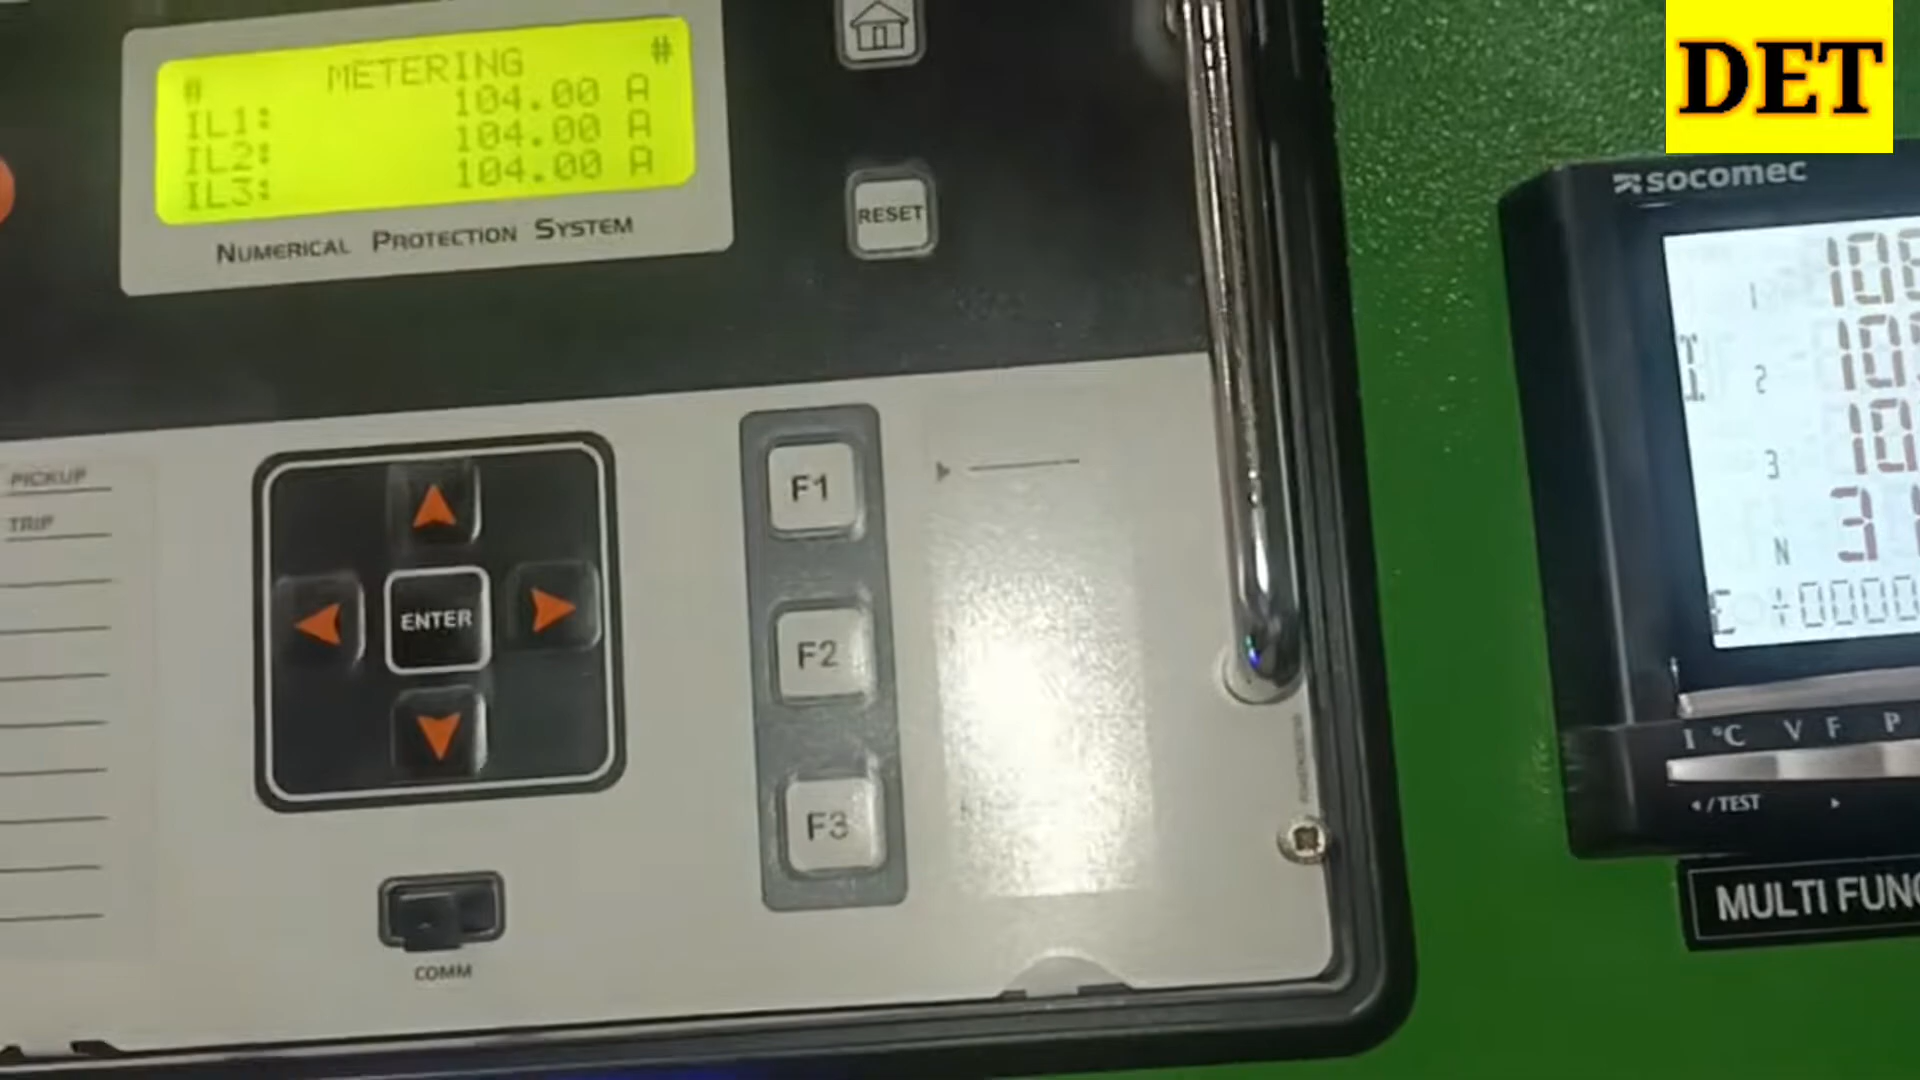 # METERING #
IL1: 104.00 A
IL2: 104.00 A
IL3: 104.00 A
NUMERICAL PROTECTION SYSTEM
RESET
PICKUP
TRIP
ENTER
F1
F2
F3
COMM
DET
socomec
1
2
3
N
I °C V F P
/TEST
MULTI FUNC